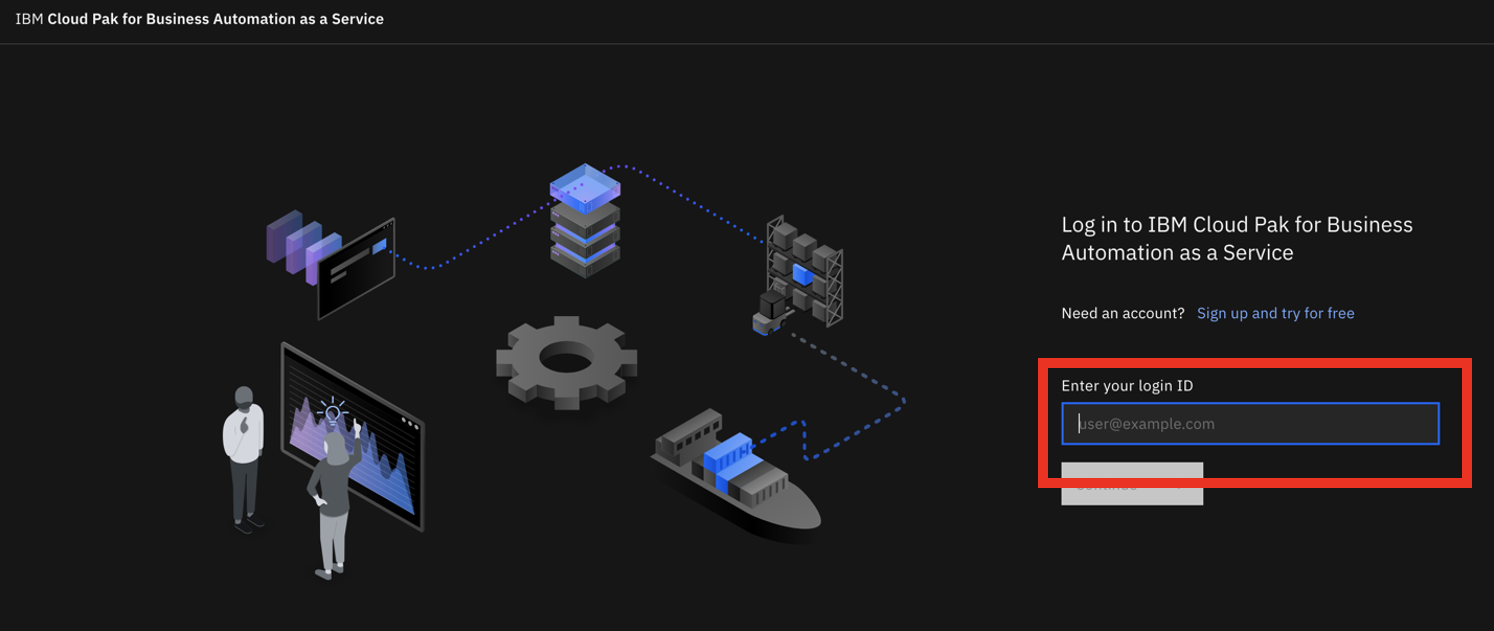 IBM Cloud Pak for Business Automation as a Service
Log in to IBM Cloud Pak for Business
Automation as a Service
Need an account? Sign up and try for free
Enter your login ID
user@example.com